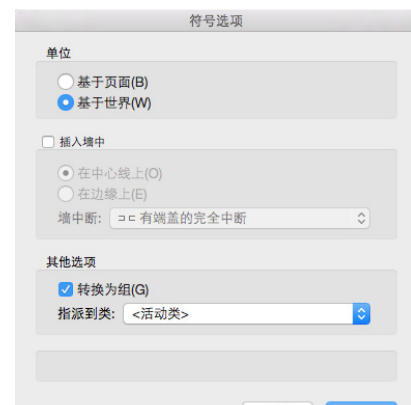 符号选项
单位
基于页面(B)
基于世界(W)
插入墙中
在中心线上(O)
在边缘上(E)
墙中断: 有端盖的完全中断
其他选项
转换为组(G)
指派到类: <活动类>